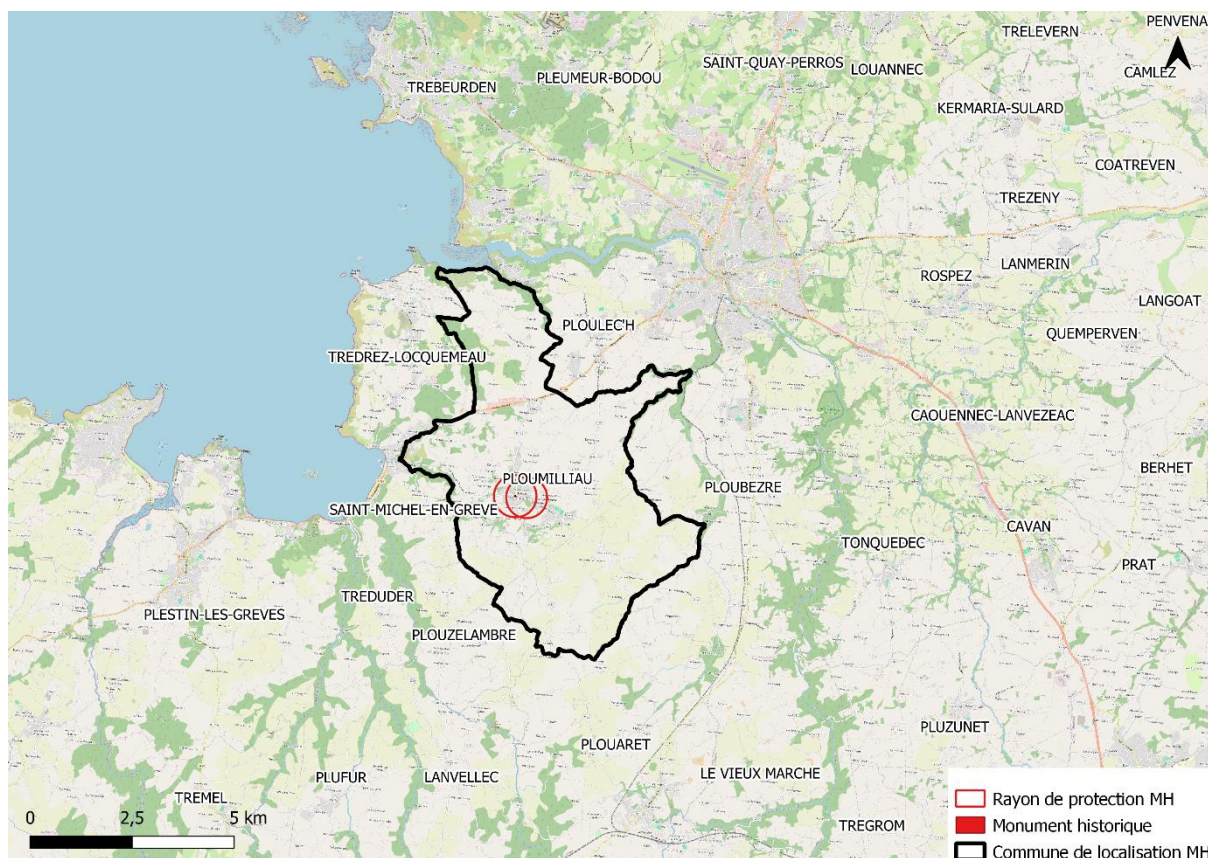 PENVENA
TRELEVERN
SAINT-QUAY-PERROS
LOUANNEC
PLEUMEUR-BODOU
CAMLEZ
TREBEURDEN
KERMARIA-SULARD
COATREVEN
TREZENY
LANMERIN
ROSPEZ
LANGOAT
PLOULEC'H
QUEMPERVEN
TREDREZ-LOCQUEMEAU
CAOUENNEC-LANVEZEAC
BERHET
PLOUMILLIAU
PLOUBEZRE
SAINT-MICHEL-EN-GREVE
CAVAN
TONQUEDEC
PRAT
TREDUDER
PLESTIN-LES-GREVES
PLOUZELAMBRE
PLUZUNET
PLOUARET
PLUFUR
LANVELLEC
LE VIEUX MARCHE
TREMEL
TREGROM
0 2,5 5 km
Rayon de protection MH
Monument historique
Commune de localisation MH